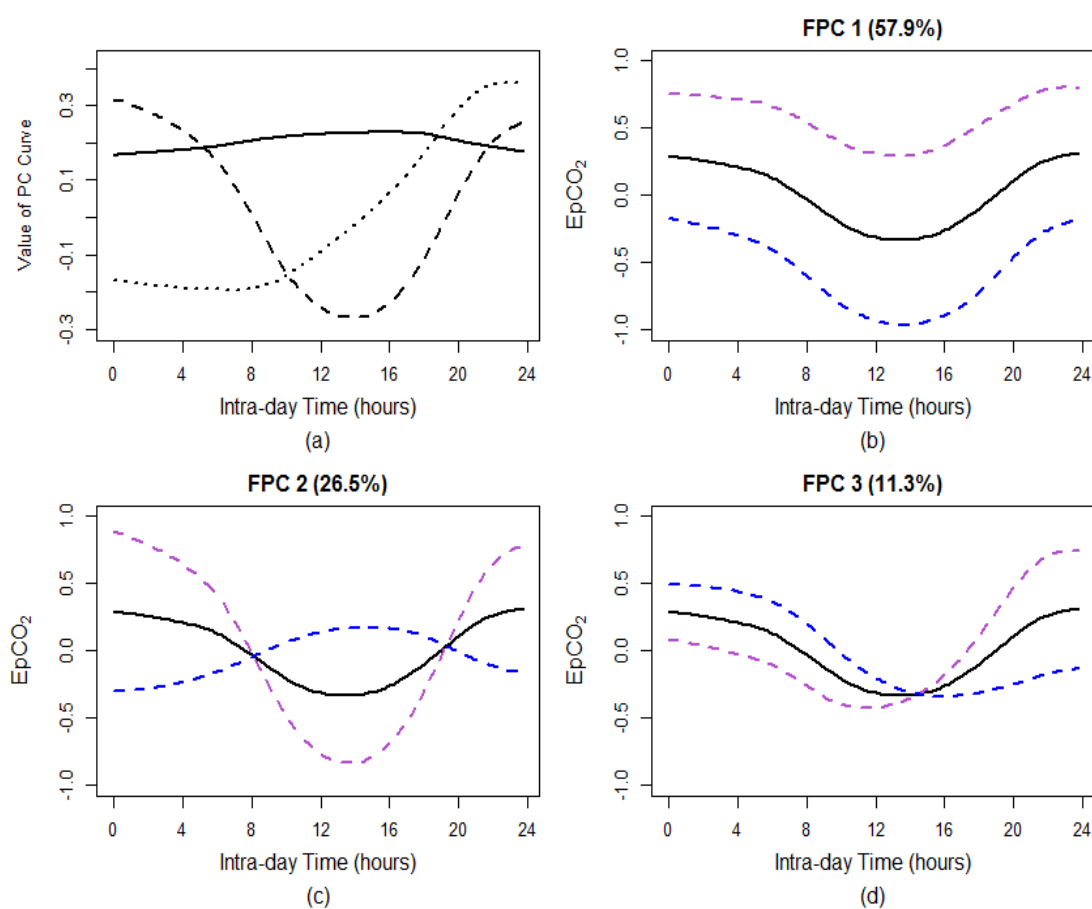 Value of PC Curve
0.3
0.1
-0.1
-0.3
0 4 8 12 16 20 24
Intra-day Time (hours)
(a)
FPC 1 (57.9%)
EpCO₂
1.0
0.5
0.0
-0.5
-1.0
0 4 8 12 16 20 24
Intra-day Time (hours)
(b)
FPC 2 (26.5%)
EpCO₂
1.0
0.5
0.0
-0.5
-1.0
0 4 8 12 16 20 24
Intra-day Time (hours)
(c)
FPC 3 (11.3%)
EpCO₂
1.0
0.5
0.0
-0.5
-1.0
0 4 8 12 16 20 24
Intra-day Time (hours)
(d)